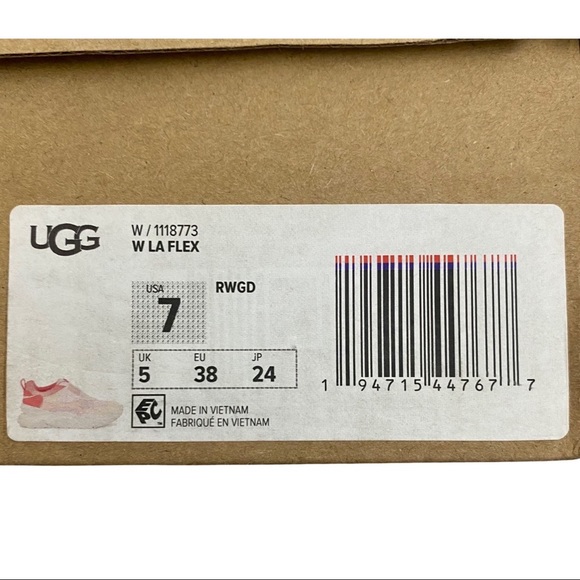 UGG
W / 1118773
W LA FLEX
USA
7
RWGD
UK EU JP
5 38 24
EPC
MADE IN VIETNAM
FABRIQUÉ EN VIETNAM
1 94715 44767 7